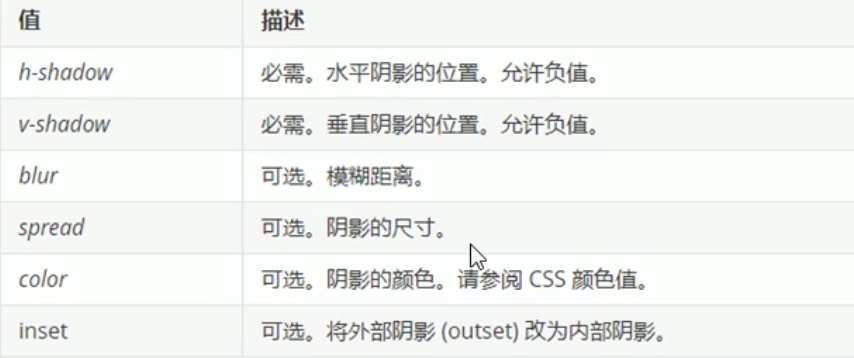 值 描述
h-shadow 必需。水平阴影的位置。允许负值。
v-shadow 必需。垂直阴影的位置。允许负值。
blur 可选。模糊距离。
spread 可选。阴影的尺寸。
color 可选。阴影的颜色。请参阅 CSS 颜色值。
inset 可选。将外部阴影 (outset) 改为内部阴影。